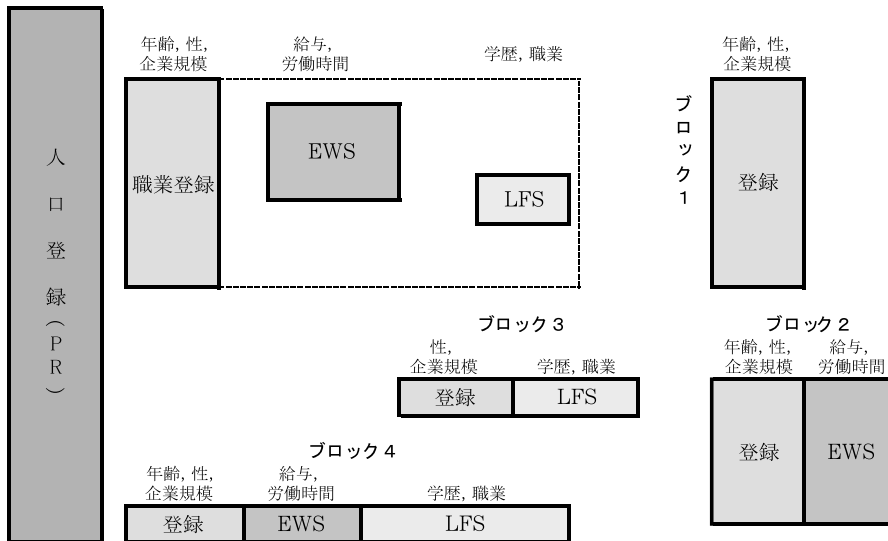 人口登録（PR）
年齢, 性,
企業規模
給与,
労働時間
学歴, 職業
職業登録
EWS
LFS
ブロック1
年齢, 性,
企業規模
登録
ブロック3
性,
企業規模
学歴, 職業
登録
LFS
ブロック2
年齢, 性,
企業規模
給与,
労働時間
登録
EWS
ブロック4
年齢, 性,
企業規模
給与,
労働時間
学歴, 職業
登録
EWS
LFS